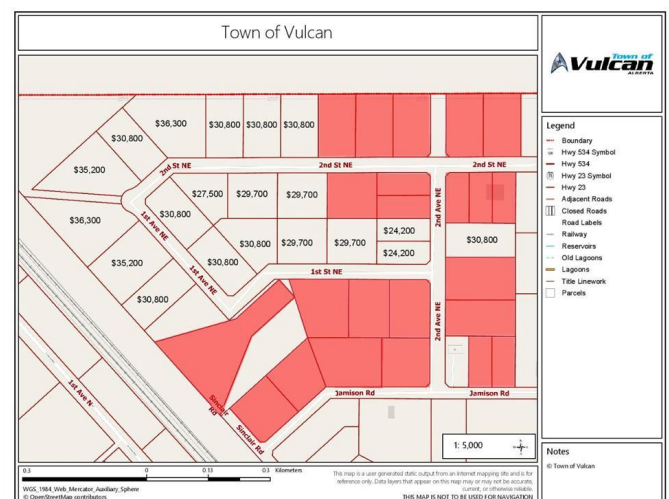 Town of Vulcan
Town of
Vulcan
ALBERTA
$36,300
$30,800
$30,800
$30,800
$30,800
$35,200
2nd St NE
2nd St NE
2nd St NE
$36,300
$30,800
$27,500
$29,700
$29,700
1st Ave NE
2nd Ave NE
$35,200
1st Ave NE
$30,800
$30,800
$29,700
$29,700
$24,200
$24,200
$30,800
$30,800
1st St NE
2nd Ave NE
1st Ave N
Sinclair Rd
Sinclair Rd
Jamison Rd
Jamison Rd
1: 5,000
Legend
Boundary
Hwy 534 Symbol
Hwy 534
Hwy 23 Symbol
Hwy 23
Adjacent Roads
Closed Roads
Road Labels
Railway
Reservoirs
Old Lagoons
Lagoons
Title Linework
Parcels
Notes
© Town of Vulcan
0.3 0 0.15 0.3 Kilometers
WGS_1984_Web_Mercator_Auxiliary_Sphere
© OpenStreetMap contributors
This map is a user generated static output from an Internet mapping site and is for
reference only. Data layers that appear on this map may or may not be accurate,
current, or otherwise reliable.
THIS MAP IS NOT TO BE USED FOR NAVIGATION